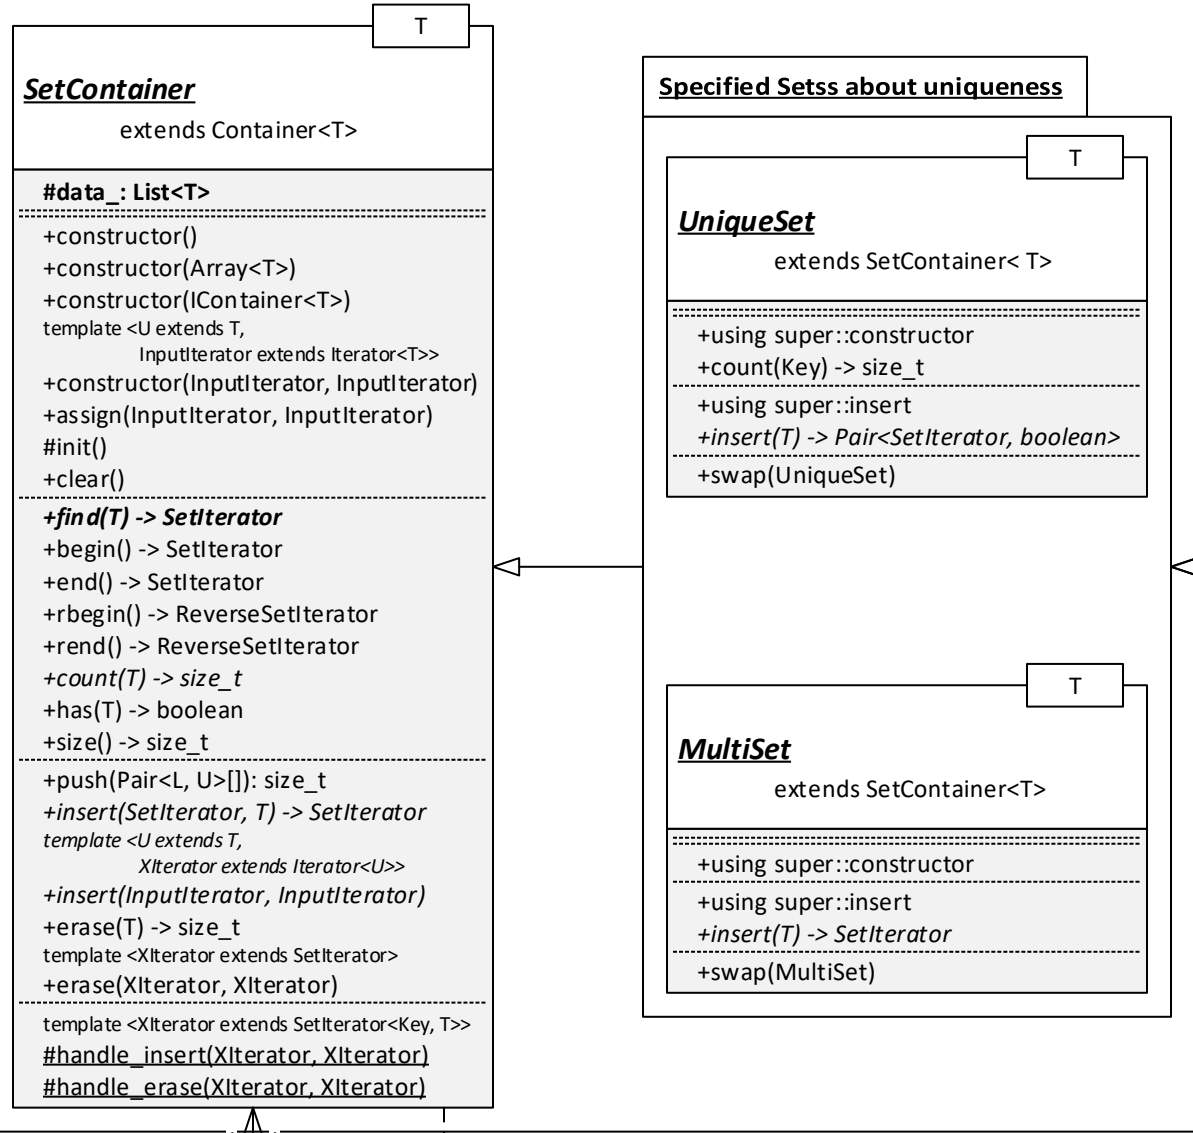 T
SetContainer
extends Container<T>
#data_: List<T>
+constructor()
+constructor(Array<T>)
+constructor(IContainer<T>)
template <U extends T,
InputIterator extends Iterator<T>>
+constructor(InputIterator, InputIterator)
+assign(InputIterator, InputIterator)
#init()
+clear()
+find(T) -> SetIterator
+begin() -> SetIterator
+end() -> SetIterator
+rbegin() -> ReverseSetIterator
+rend() -> ReverseSetIterator
+count(T) -> size_t
+has(T) -> boolean
+size() -> size_t
+push(Pair<L, U>[]): size_t
+insert(SetIterator, T) -> SetIterator
template <U extends T,
XIterator extends Iterator<U>>
+insert(InputIterator, InputIterator)
+erase(T) -> size_t
template <XIterator extends SetIterator>
+erase(XIterator, XIterator)
template <XIterator extends SetIterator<Key, T>>
#handle_insert(XIterator, XIterator)
#handle_erase(XIterator, XIterator)
Specified Setss about uniqueness
T
UniqueSet
extends SetContainer< T>
+using super::constructor
+count(Key) -> size_t
+using super::insert
+insert(T) -> Pair<SetIterator, boolean>
+swap(UniqueSet)
T
MultiSet
extends SetContainer<T>
+using super::constructor
+using super::insert
+insert(T) -> SetIterator
+swap(MultiSet)